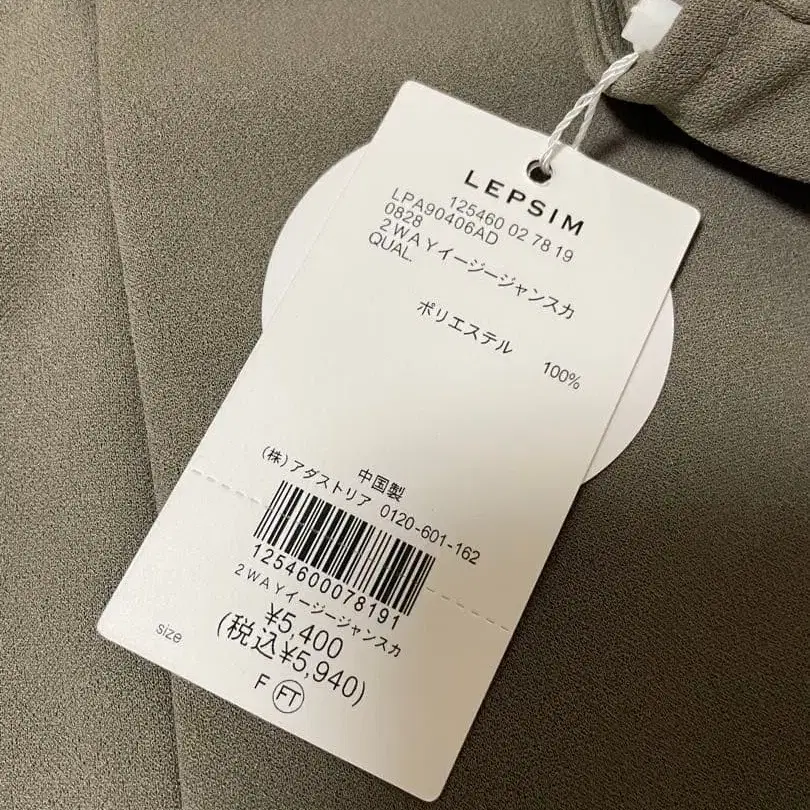 LEPSIM
125460 02 78 19
LPA90406AD
0828
2WAYイージージャンスカ
QUAL.
ポリエステル 100%
中国製
(株)アダストリア 0120-601-162
1254600078191
2WAYイージージャンスカ
¥5,400
(税込¥5,940)
size F FT